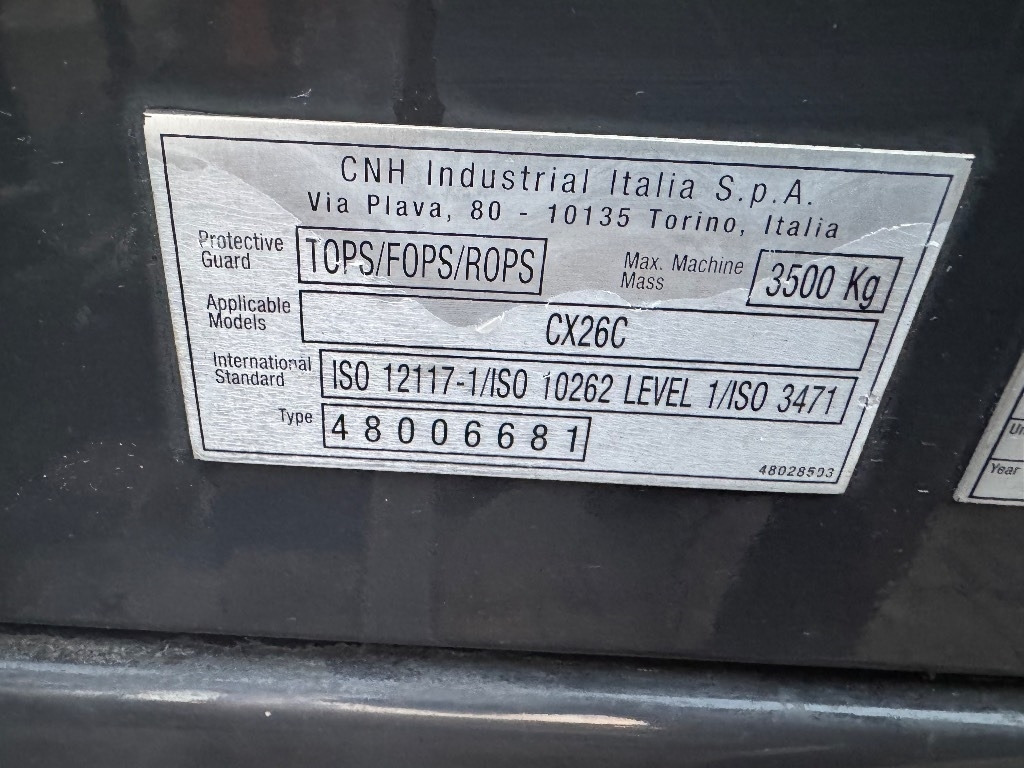 CNH Industrial Italia S.p.A.
Via Plava, 80 - 10135 Torino, Italia
Protective Guard TOPS/FOPS/ROPS Max. Machine Mass 3500 Kg
Applicable Models CX26C
International Standard ISO 12117-1/ISO 10262 LEVEL 1/ISO 3471
Type 48006681
48028503
Year